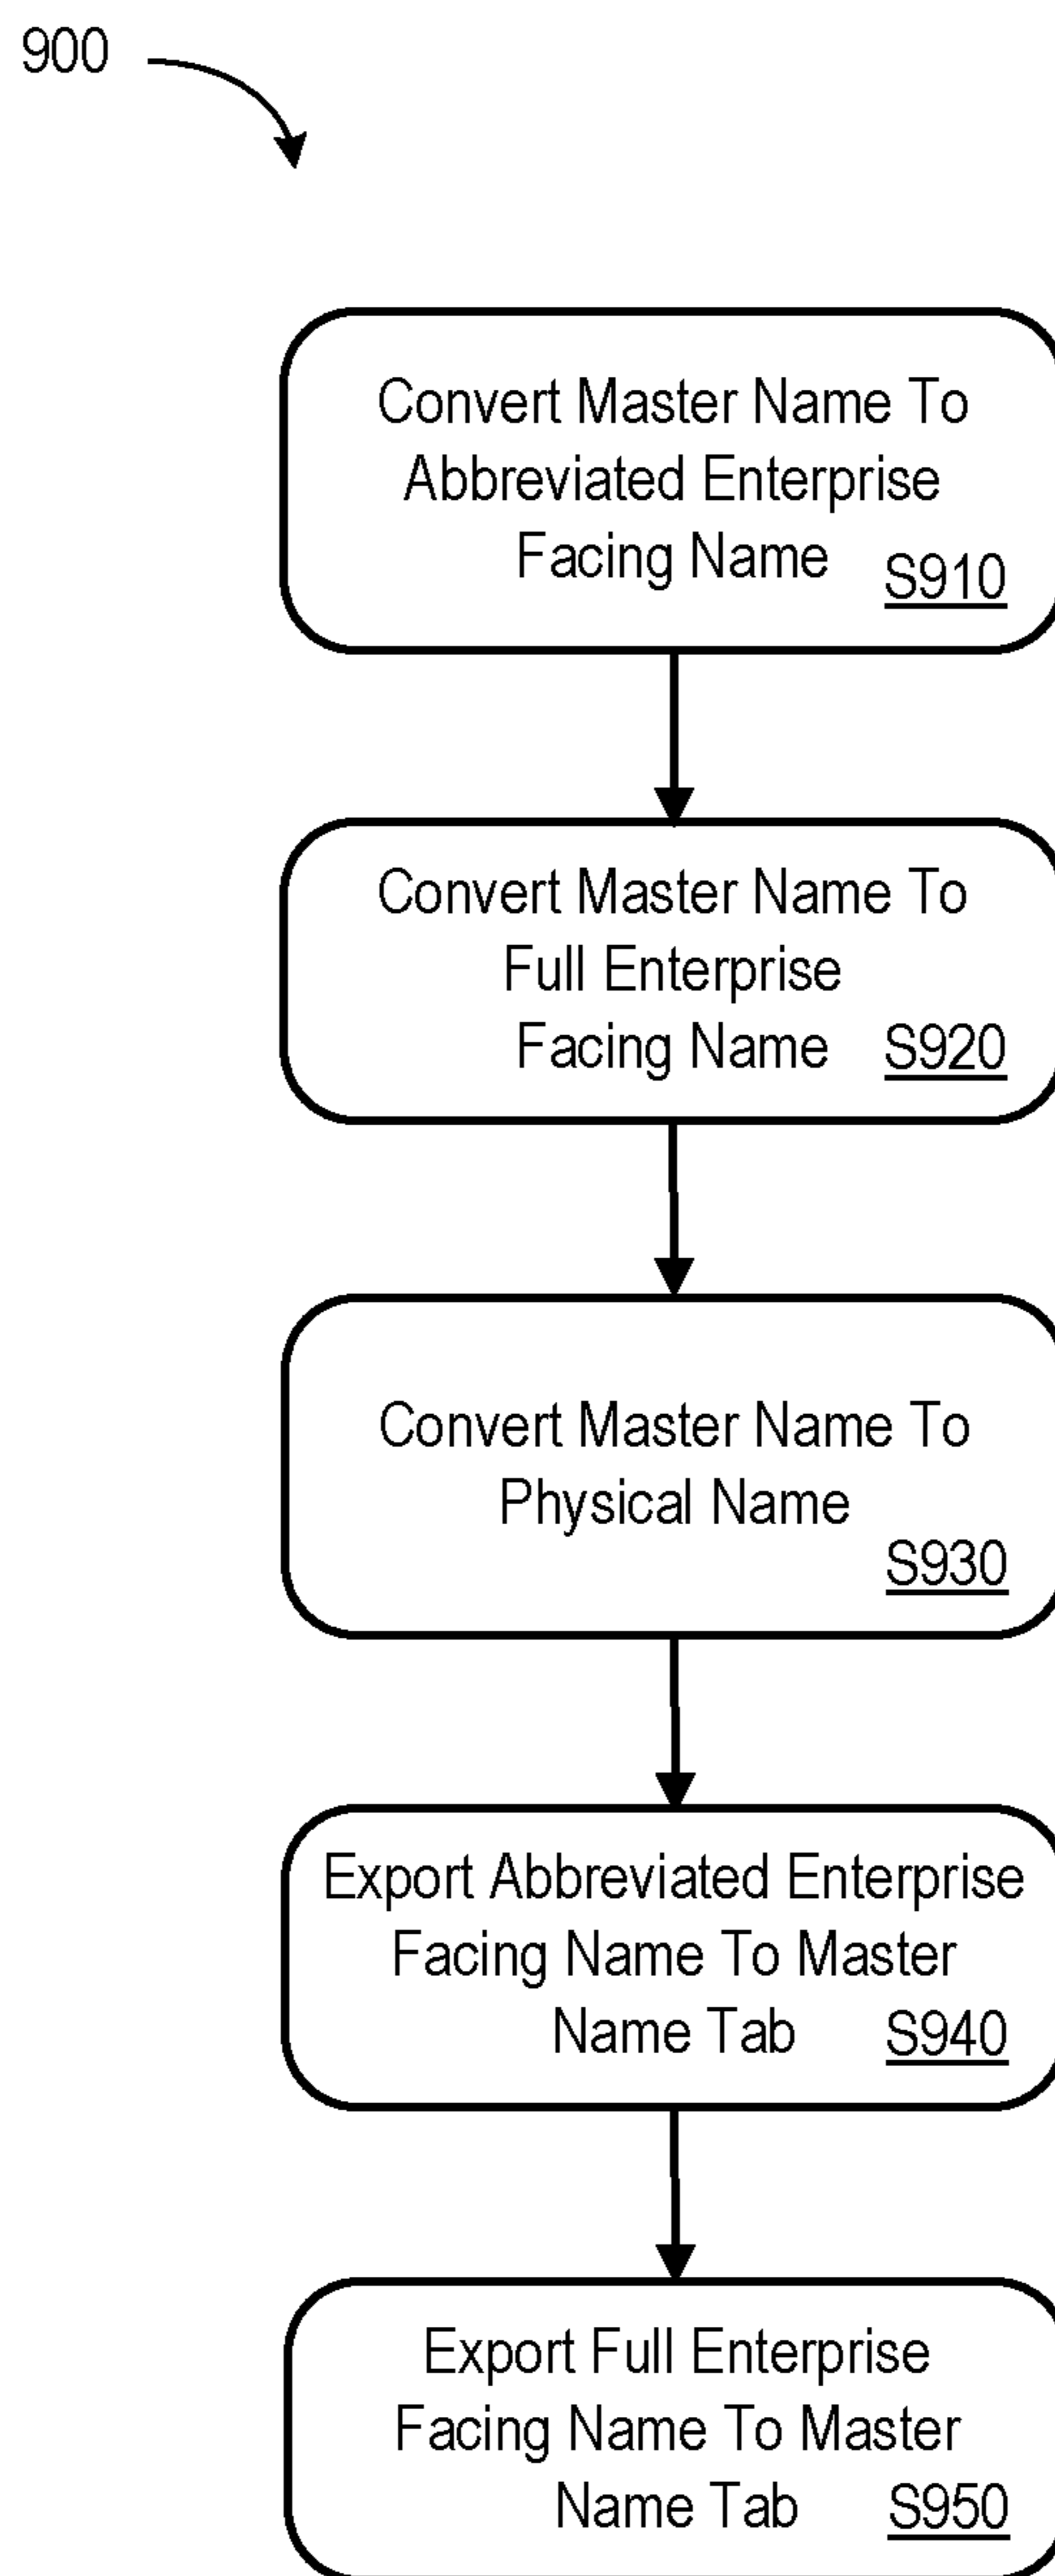 900
Convert Master Name To
Abbreviated Enterprise
Facing Name S910
Convert Master Name To
Full Enterprise
Facing Name S920
Convert Master Name To
Physical Name
S930
Export Abbreviated Enterprise
Facing Name To Master
Name Tab S940
Export Full Enterprise
Facing Name To Master
Name Tab S950